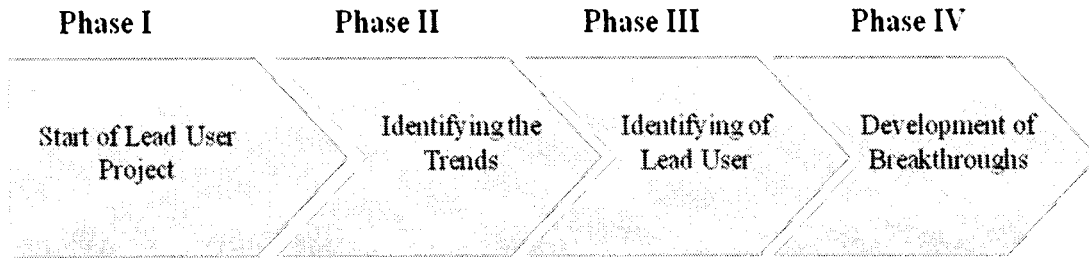 Phase I
Phase II
Phase III
Phase IV
Start of Lead User
Project
Identifying the
Trends
Identifying of
Lead User
Development of
Breakthroughs